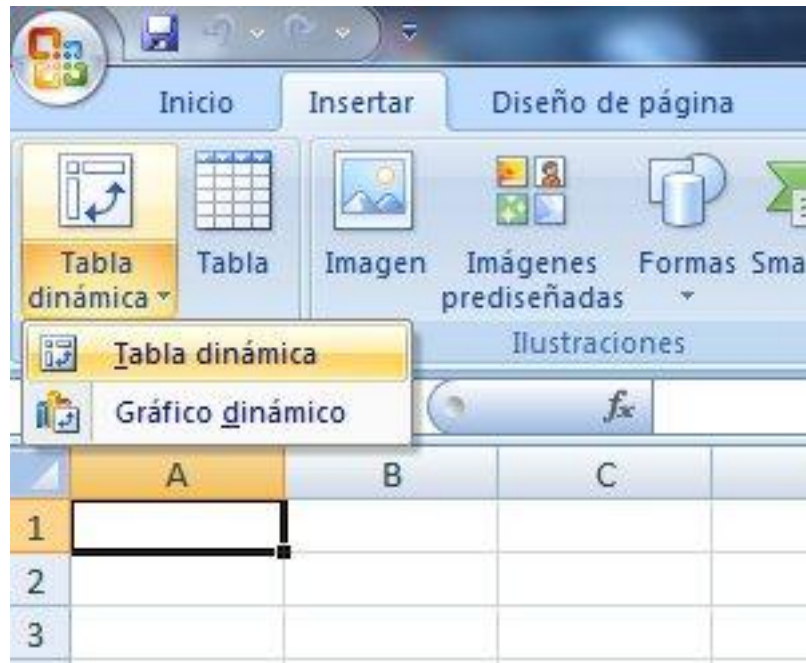 Inicio Insertar Diseño de página
Tabla dinámica Tabla Imagen Imágenes prediseñadas Formas
Ilustraciones
Tabla dinámica
Gráfico dinámico
fx
A B C
1
2
3